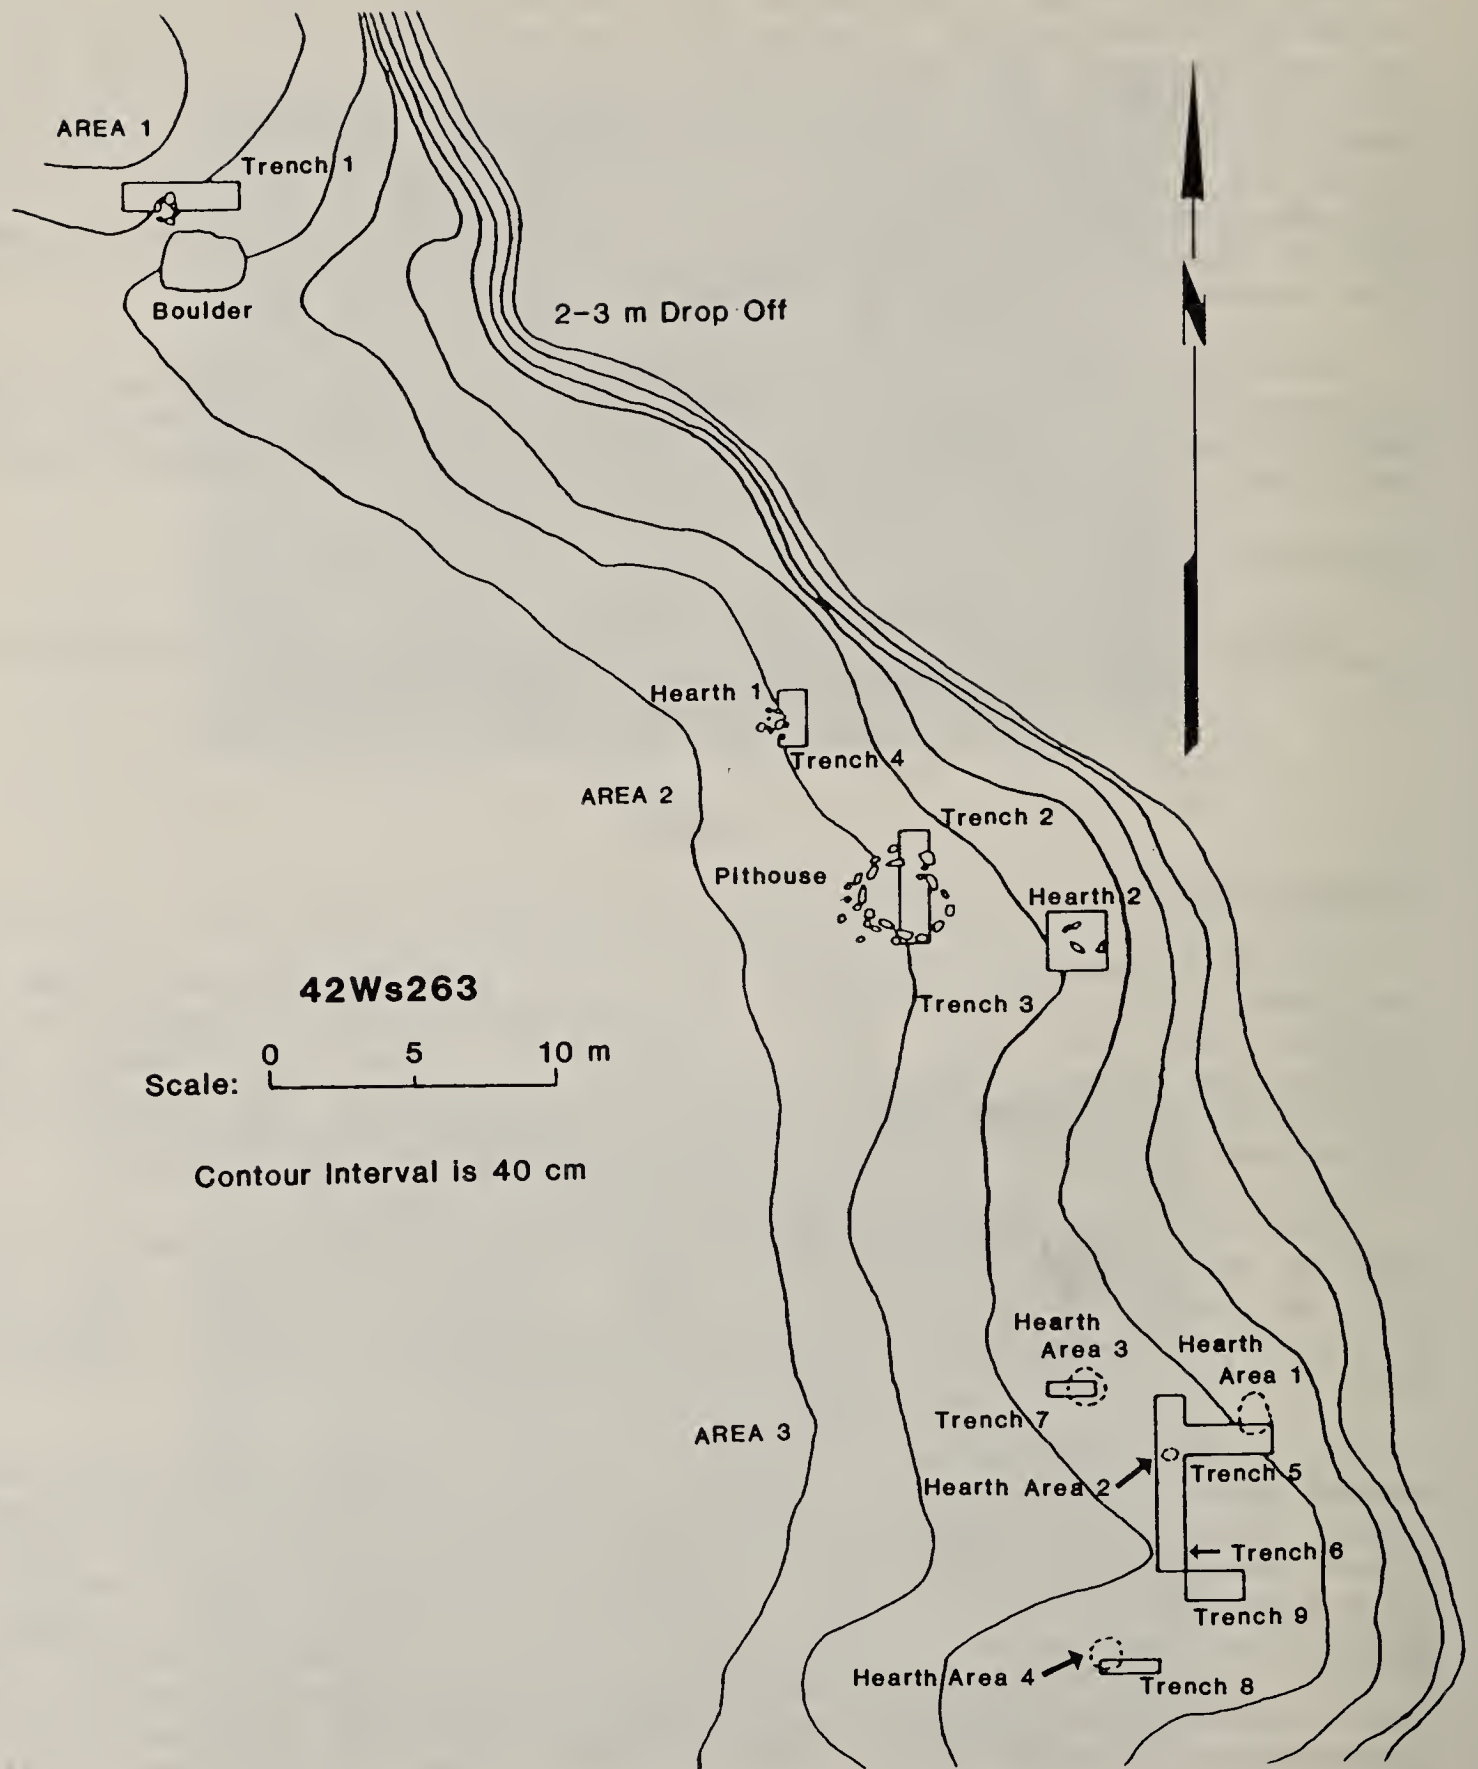 AREA 1
Trench 1
Boulder
2-3 m Drop Off
N
Hearth 1
Trench 4
AREA 2
Trench 2
Pithouse
Hearth 2
42Ws263
Trench 3
0 5 10 m
Scale:
Contour Interval is 40 cm
Hearth
Area 3
Hearth
Area 1
Trench 7
AREA 3
Trench 5
Hearth Area 2
Trench 6
Trench 9
Hearth Area 4
Trench 8